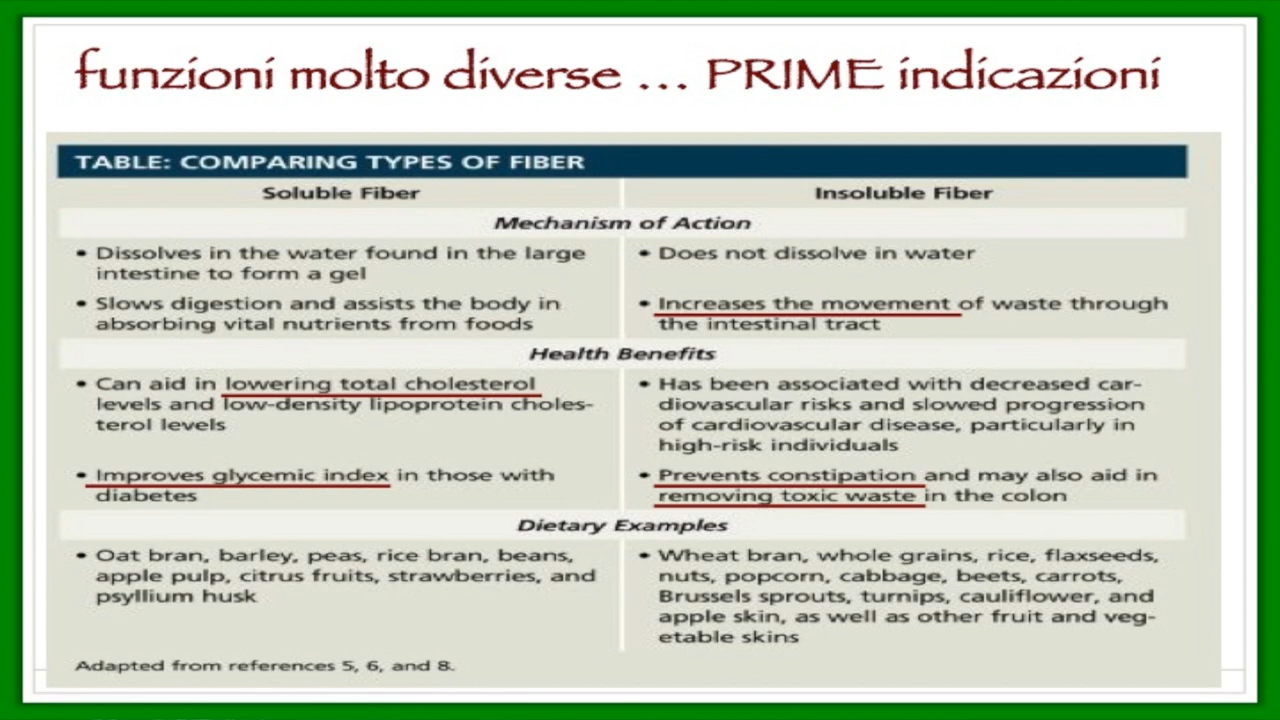 funzioni molto diverse ... PRIME indicazioni
TABLE: COMPARING TYPES OF FIBER
Soluble Fiber
Insoluble Fiber
Mechanism of Action
• Dissolves in the water found in the large
intestine to form a gel
• Slows digestion and assists the body in
absorbing vital nutrients from foods
• Does not dissolve in water
• Increases the movement of waste through
the intestinal tract
Health Benefits
• Can aid in lowering total cholesterol
levels and low-density lipoprotein choles-
terol levels
• Improves glycemic index in those with
diabetes
• Has been associated with decreased car-
diovascular risks and slowed progression
of cardiovascular disease, particularly in
high-risk individuals
• Prevents constipation and may also aid in
removing toxic waste in the colon
Dietary Examples
• Oat bran, barley, peas, rice bran, beans,
apple pulp, citrus fruits, strawberries, and
psyllium husk
• Wheat bran, whole grains, rice, flaxseeds,
nuts, popcorn, cabbage, beets, carrots,
Brussels sprouts, turnips, cauliflower, and
apple skin, as well as other fruit and veg-
etable skins
Adapted from references 5, 6, and 8.